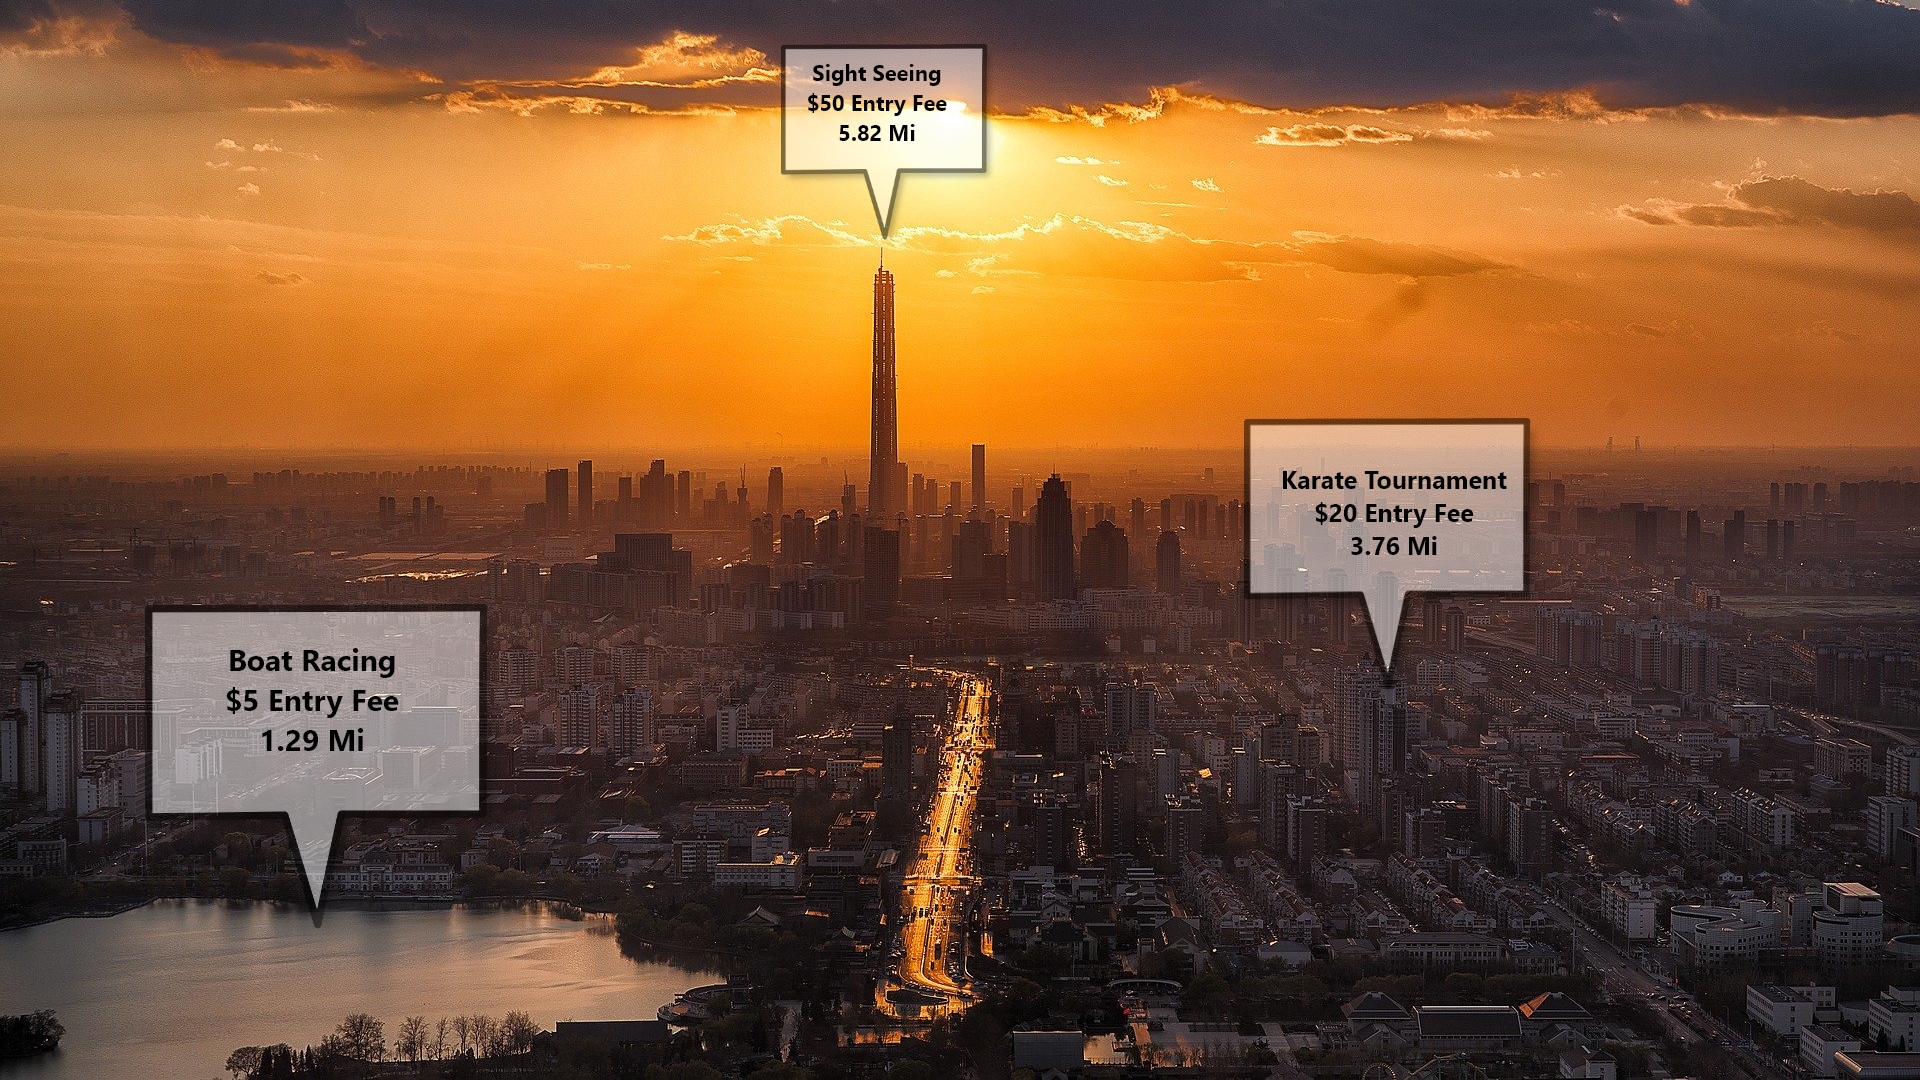 Sight Seeing
$50 Entry Fee
5.82 Mi
Karate Tournament
$20 Entry Fee
3.76 Mi
Boat Racing
$5 Entry Fee
1.29 Mi